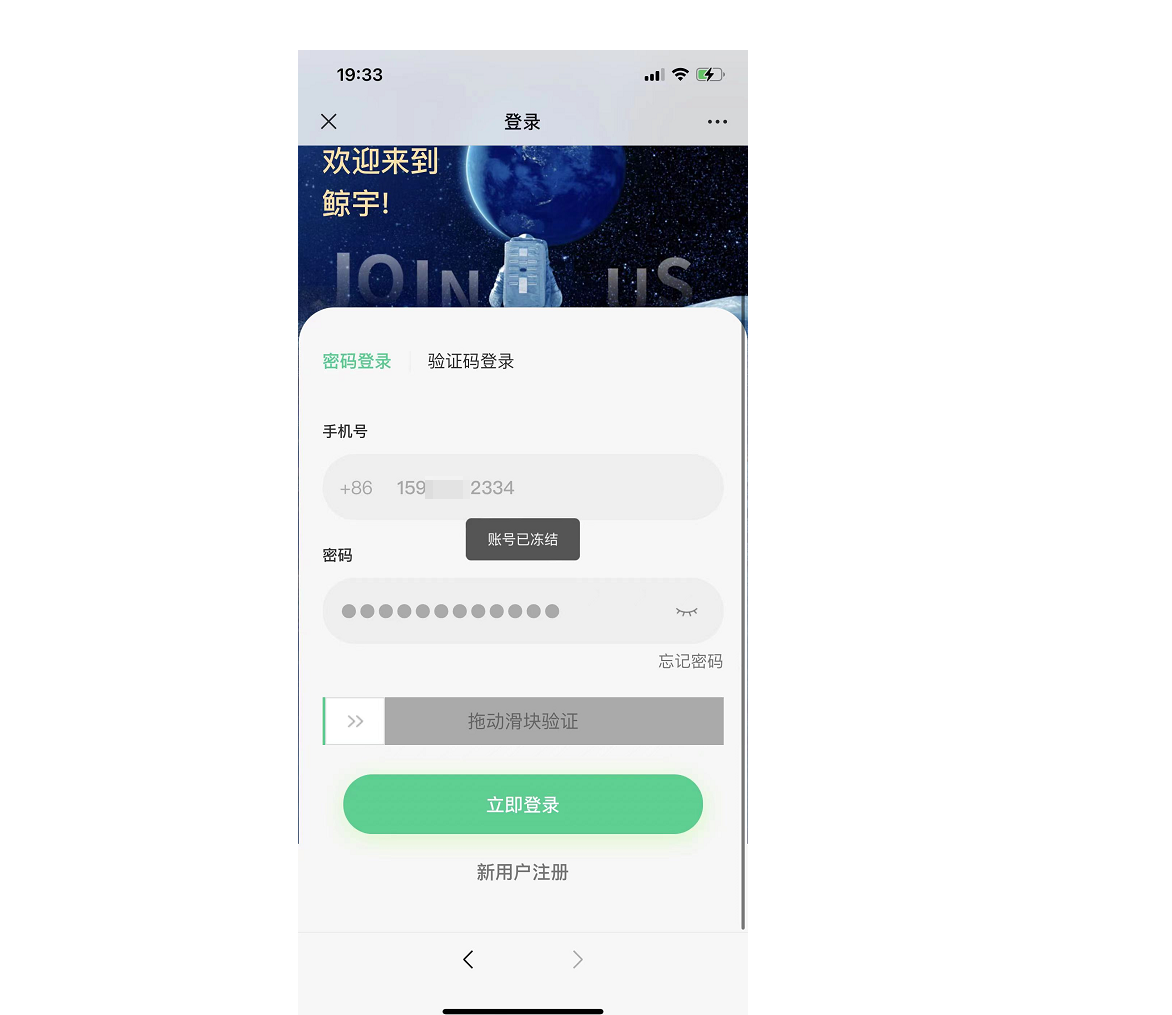 19:33
登录
欢迎来到
鲸宇!
JOIN US
密码登录 验证码登录
手机号
+86 159 2334
账号已冻结
密码
忘记密码
拖动滑块验证
立即登录
新用户注册